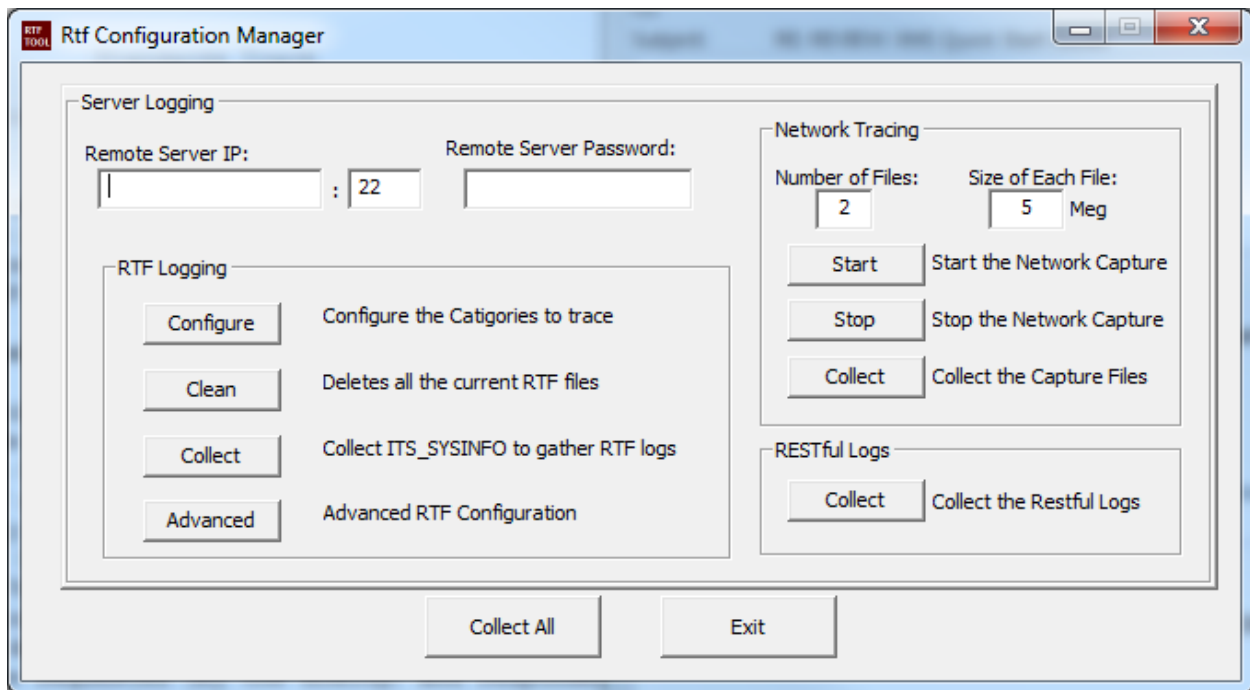 RTF
TOOL
Rtf Configuration Manager
Server Logging
Remote Server IP:
: 22
Remote Server Password:
RTF Logging
Configure Configure the Catigories to trace
Clean Deletes all the current RTF files
Collect Collect ITS_SYSINFO to gather RTF logs
Advanced Advanced RTF Configuration
Network Tracing
Number of Files: Size of Each File:
2 5 Meg
Start Start the Network Capture
Stop Stop the Network Capture
Collect Collect the Capture Files
RESTful Logs
Collect Collect the Restful Logs
Collect All Exit